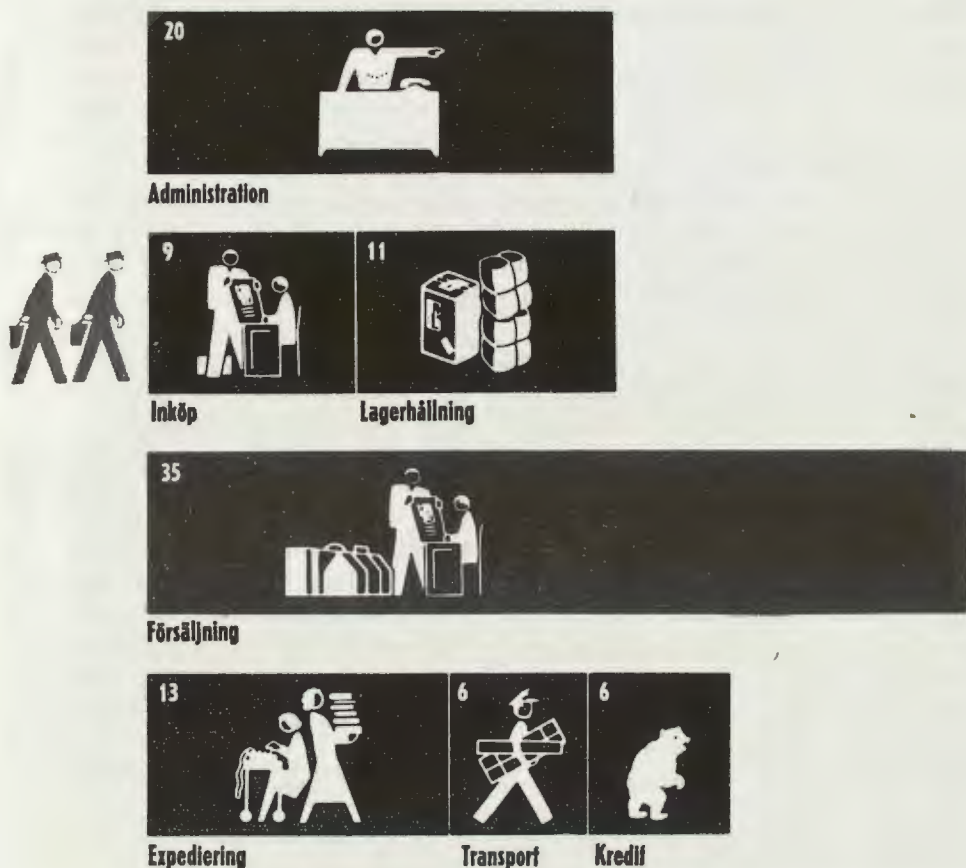 20
Administration
9 11
Inköp Lagerhållning
35
Försäljning
13 6 6
Expediering Transport Kredit